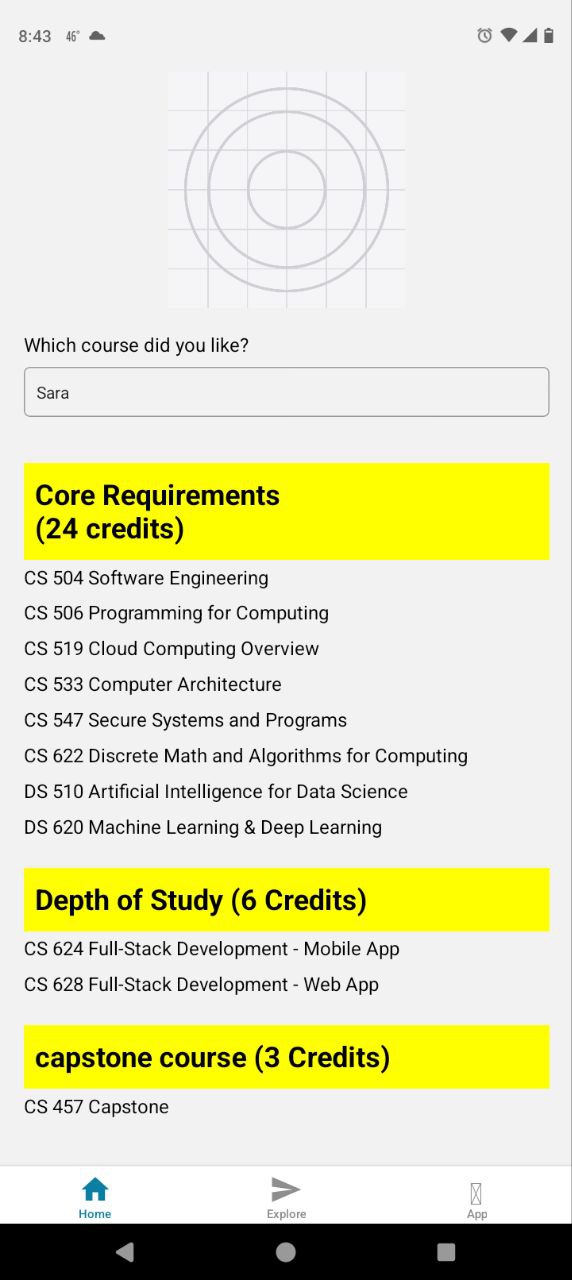 8:43 46°
Which course did you like?
Sara
Core Requirements
(24 credits)
CS 504 Software Engineering
CS 506 Programming for Computing
CS 519 Cloud Computing Overview
CS 533 Computer Architecture
CS 547 Secure Systems and Programs
CS 622 Discrete Math and Algorithms for Computing
DS 510 Artificial Intelligence for Data Science
DS 620 Machine Learning & Deep Learning
Depth of Study (6 Credits)
CS 624 Full-Stack Development - Mobile App
CS 628 Full-Stack Development - Web App
capstone course (3 Credits)
CS 457 Capstone
Home Explore App